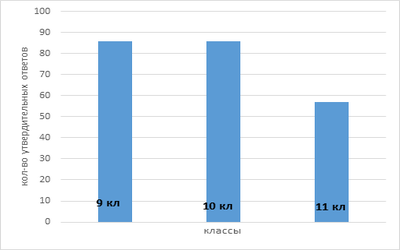 100
90
80
70
60
50
40
30
20
10
0
кол-во утвердительных ответов
9 кл
10 кл
11 кл
классы